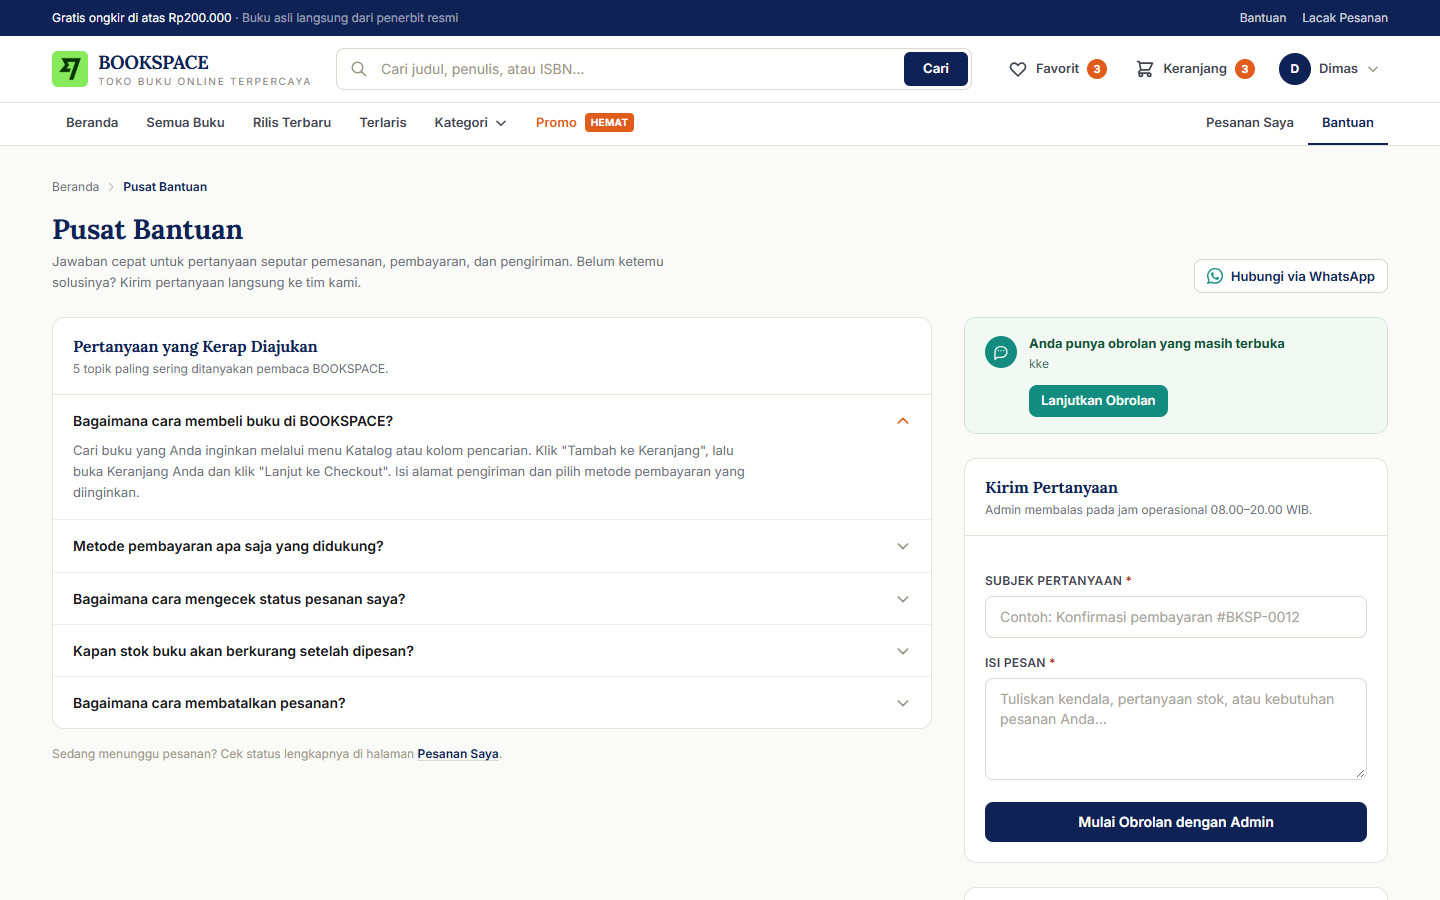 Gratis ongkir di atas Rp200.000 · Buku asli langsung dari penerbit resmi
Bantuan Lacak Pesanan
BOOKSPACE
TOKO BUKU ONLINE TERPERCAYA
Cari judul, penulis, atau ISBN...
Cari
Favorit 3
Keranjang 3
D Dimas
Beranda Semua Buku Rilis Terbaru Terlaris Kategori Promo HEMAT
Pesanan Saya Bantuan
Beranda Pusat Bantuan
Pusat Bantuan
Jawaban cepat untuk pertanyaan seputar pemesanan, pembayaran, dan pengiriman. Belum ketemu
solusinya? Kirim pertanyaan langsung ke tim kami.
Hubungi via WhatsApp
Pertanyaan yang Kerap Diajukan
5 topik paling sering ditanyakan pembaca BOOKSPACE.
Bagaimana cara membeli buku di BOOKSPACE?
Cari buku yang Anda inginkan melalui menu Katalog atau kolom pencarian. Klik "Tambah ke Keranjang", lalu
buka Keranjang Anda dan klik "Lanjut ke Checkout". Isi alamat pengiriman dan pilih metode pembayaran yang
diinginkan.
Metode pembayaran apa saja yang didukung?
Bagaimana cara mengecek status pesanan saya?
Kapan stok buku akan berkurang setelah dipesan?
Bagaimana cara membatalkan pesanan?
Sedang menunggu pesanan? Cek status lengkapnya di halaman Pesanan Saya.
Anda punya obrolan yang masih terbuka
kke
Lanjutkan Obrolan
Kirim Pertanyaan
Admin membalas pada jam operasional 08.00–20.00 WIB.
SUBJEK PERTANYAAN *
Contoh: Konfirmasi pembayaran #BKSP-0012
ISI PESAN *
Tuliskan kendala, pertanyaan stok, atau kebutuhan
pesanan Anda...
Mulai Obrolan dengan Admin